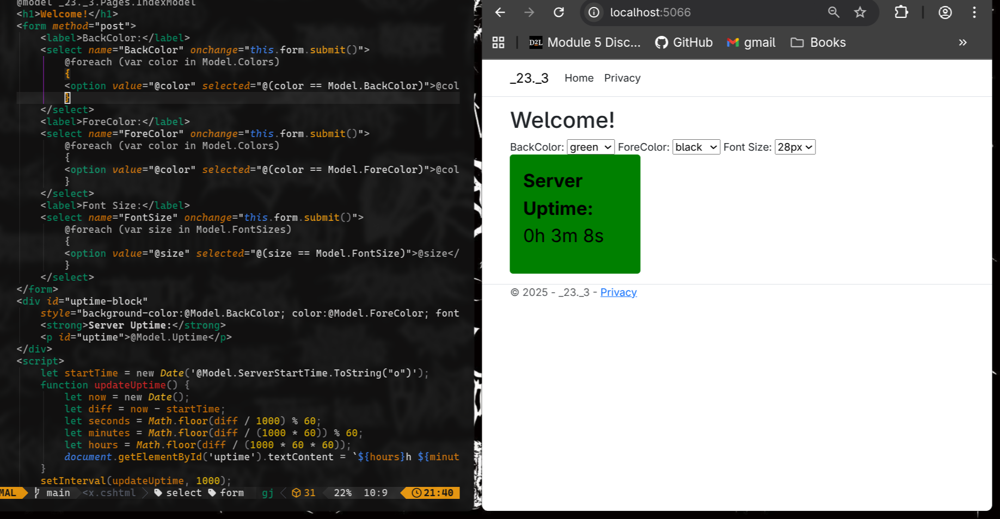 @model _23._3.Pages.IndexModel
<h1>Welcome!</h1>
<form method="post">
<label>BackColor:</label>
<select name="BackColor" onchange="this.form.submit()">
@foreach (var color in Model.Colors)
{
<option value="@color" selected="@(color == Model.BackColor)">@col
}
</select>
<label>ForeColor:</label>
<select name="ForeColor" onchange="this.form.submit()">
@foreach (var color in Model.Colors)
{
<option value="@color" selected="@(color == Model.ForeColor)">@col
}
</select>
<label>Font Size:</label>
<select name="FontSize" onchange="this.form.submit()">
@foreach (var size in Model.FontSizes)
{
<option value="@size" selected="@(size == Model.FontSize)">@size</
}
</select>
</form>
<div id="uptime-block"
style="background-color:@Model.BackColor; color:@Model.ForeColor; font
<strong>Server Uptime:</strong>
<p id="uptime">@Model.Uptime</p>
</div>
<script>
let startTime = new Date('@Model.ServerStartTime.ToString("o")');
function updateUptime() {
let now = new Date();
let diff = now - startTime;
let seconds = Math.floor(diff / 1000) % 60;
let minutes = Math.floor(diff / (1000 * 60)) % 60;
let hours = Math.floor(diff / (1000 * 60 * 60));
document.getElementById('uptime').textContent = `${hours}h ${minut
}
setInterval(updateUptime, 1000);
MAL main <x.cshtml select form gj 31 22% 10:9 21:40
localhost:5066
D2L Module 5 Disc... GitHub gmail Books »
_23._3 Home Privacy
Welcome!
BackColor: green ForeColor: black Font Size: 28px
Server
Uptime:
0h 3m 8s
© 2025 - _23._3 - Privacy